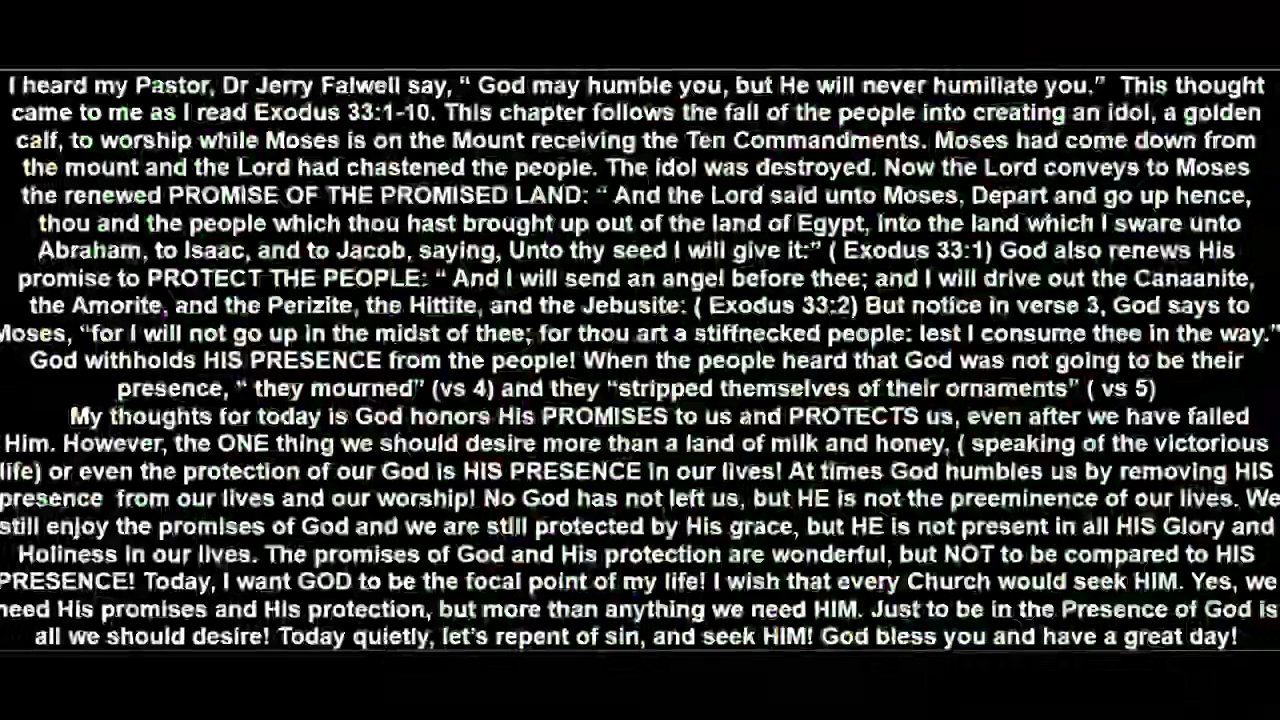 I heard my Pastor, Dr Jerry Falwell say, “ God may humble you, but He will never humiliate you.”  This thought
came to me as I read Exodus 33:1-10. This chapter follows the fall of the people into creating an idol, a golden
calf, to worship while Moses is on the Mount receiving the Ten Commandments. Moses had come down from
the mount and the Lord had chastened the people. The idol was destroyed. Now the Lord conveys to Moses
the renewed PROMISE OF THE PROMISED LAND: “ And the Lord said unto Moses, Depart and go up hence,
thou and the people which thou hast brought up out of the land of Egypt, into the land which I sware unto
Abraham, to Isaac, and to Jacob, saying, Unto thy seed I will give it:” ( Exodus 33:1) God also renews His
promise to PROTECT THE PEOPLE: “ And I will send an angel before thee; and I will drive out the Canaanite,
the Amorite, and the Perizite, the Hittite, and the Jebusite: ( Exodus 33:2) But notice in verse 3, God says to
Moses, “for I will not go up in the midst of thee; for thou art a stiffnecked people: lest I consume thee in the way.”
God withholds HIS PRESENCE from the people! When the people heard that God was not going to be their
presence, “ they mourned” (vs 4) and they “stripped themselves of their ornaments” ( vs 5)
My thoughts for today is God honors His PROMISES to us and PROTECTS us, even after we have failed
Him. However, the ONE thing we should desire more than a land of milk and honey, ( speaking of the victorious
life) or even the protection of our God is HIS PRESENCE in our lives! At times God humbles us by removing HIS
presence  from our lives and our worship! No God has not left us, but HE is not the preeminence of our lives. We
still enjoy the promises of God and we are still protected by His grace, but HE is not present in all HIS Glory and
Holiness in our lives. The promises of God and His protection are wonderful, but NOT to be compared to HIS
PRESENCE! Today, I want GOD to be the focal point of my life! I wish that every Church would seek HIM. Yes, we
need His promises and His protection, but more than anything we need HIM. Just to be in the Presence of God is
all we should desire! Today quietly, let’s repent of sin, and seek HIM! God bless you and have a great day!